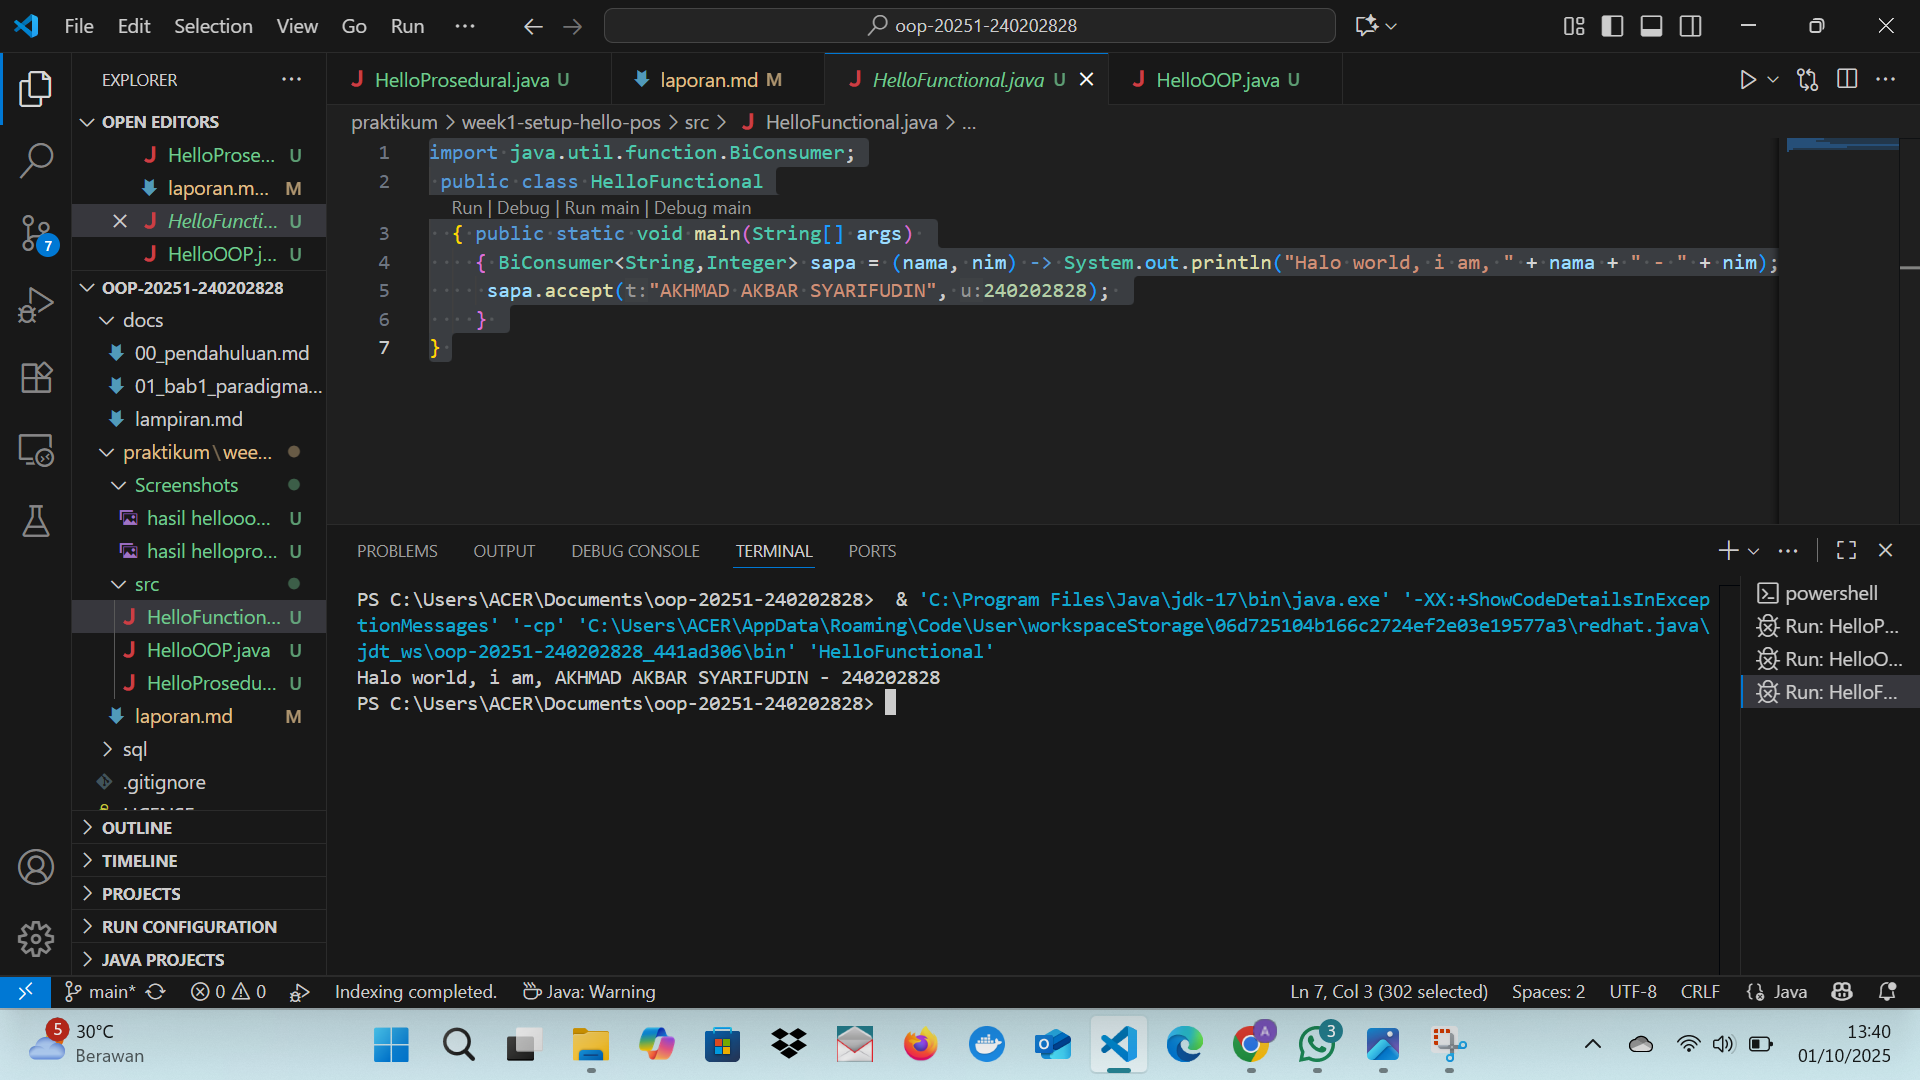 File Edit Selection View Go Run ··· oop-20251-240202828
EXPLORER
OPEN EDITORS
HelloProse... U
laporan.m... M
HelloFuncti... U
HelloOOP.j... U
OOP-20251-240202828
docs
00_pendahuluan.md
01_bab1_paradigma...
lampiran.md
praktikum\wee...
Screenshots
hasil hellooo... U
hasil hellopro... U
src
HelloFunction... U
HelloOOP.java U
HelloProsedu... U
laporan.md M
sql
.gitignore
LICENSE
OUTLINE
TIMELINE
PROJECTS
RUN CONFIGURATION
JAVA PROJECTS
7
HelloProsedural.java U laporan.md M HelloFunctional.java U HelloOOP.java U
praktikum > week1-setup-hello-pos > src > HelloFunctional.java > ...
1 import java.util.function.BiConsumer;
2 public class HelloFunctional
Run | Debug | Run main | Debug main
3 { public static void main(String[] args)
4 { BiConsumer<String,Integer> sapa = (nama, nim) -> System.out.println("Halo world, i am, " + nama + " - " + nim);
5 sapa.accept(t:"AKHMAD AKBAR SYARIFUDIN", u:240202828);
6 }
7 }
PROBLEMS OUTPUT DEBUG CONSOLE TERMINAL PORTS
PS C:\Users\ACER\Documents\oop-20251-240202828> & 'C:\Program Files\Java\jdk-17\bin\java.exe' '-XX:+ShowCodeDetailsInExcep
tionMessages' '-cp' 'C:\Users\ACER\AppData\Roaming\Code\User\workspaceStorage\06d725104b166c2724ef2e03e19577a3\redhat.java\
jdt_ws\oop-20251-240202828_441ad306\bin' 'HelloFunctional'
Halo world, i am, AKHMAD AKBAR SYARIFUDIN - 240202828
PS C:\Users\ACER\Documents\oop-20251-240202828>
powershell
Run: HelloP...
Run: HelloO...
Run: HelloF...
main* 0 0 Indexing completed. Java: Warning Ln 7, Col 3 (302 selected) Spaces: 2 UTF-8 CRLF {} Java
5 30°C
Berawan
A
3
13:40
01/10/2025